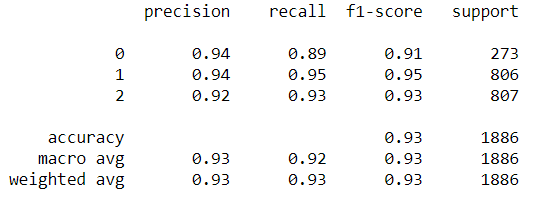 precision recall f1-score support
0 0.94 0.89 0.91 273
1 0.94 0.95 0.95 806
2 0.92 0.93 0.93 807
accuracy 0.93 1886
macro avg 0.93 0.92 0.93 1886
weighted avg 0.93 0.93 0.93 1886